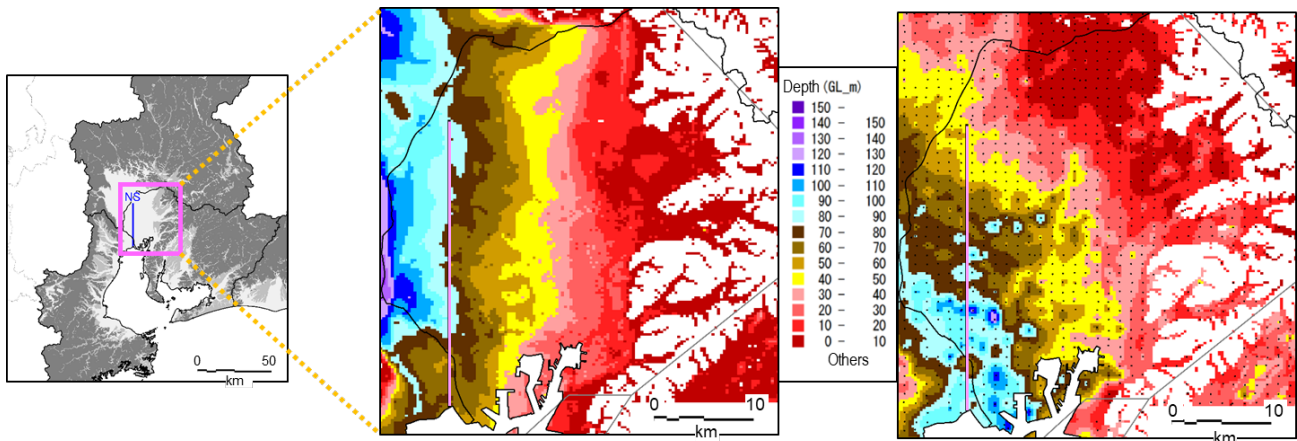 NS
0 50
km
0 10
km
Depth (GL_m)
150 -
140 - 150
130 - 140
120 - 130
110 - 120
100 - 110
90 - 100
80 - 90
70 - 80
60 - 70
50 - 60
40 - 50
30 - 40
20 - 30
10 - 20
0 - 10
Others
0 10
km